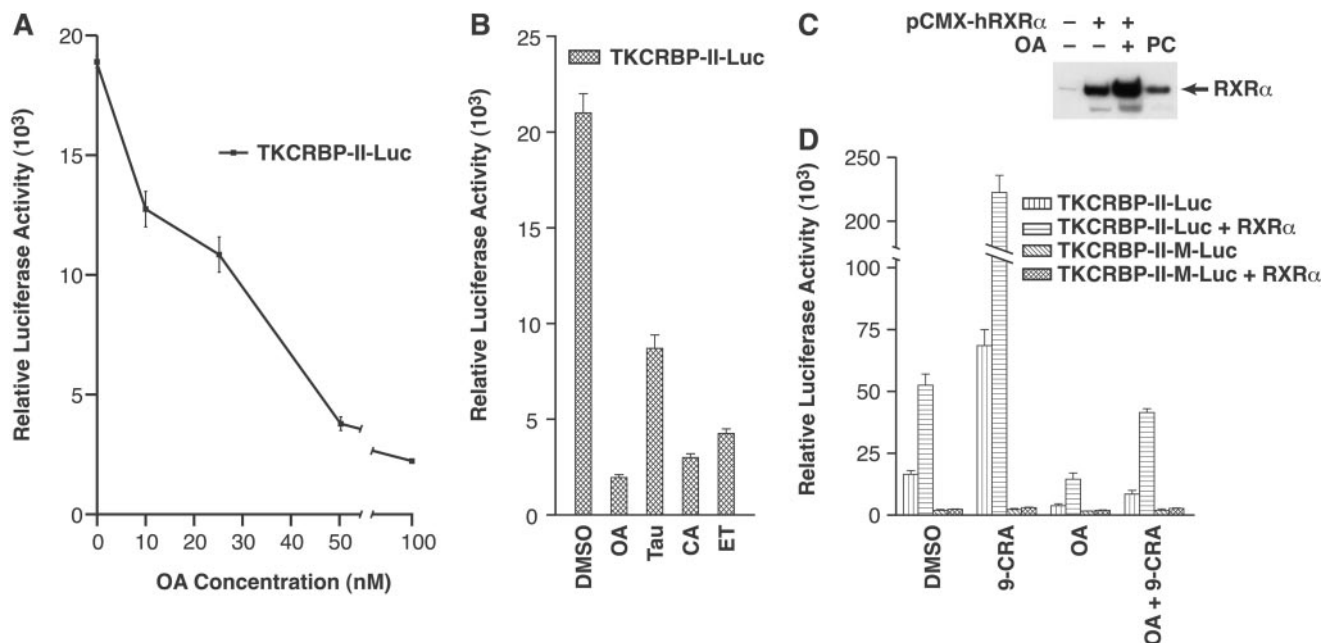 A
Relative Luciferase Activity (10³)
20
15
10
5
0
TKCRBP-II-Luc
0 10 20 30 40 50 100
OA Concentration (nM)
B
Relative Luciferase Activity (10³)
25
20
15
10
5
0
TKCRBP-II-Luc
DMSO
OA
Tau
CA
ET
C
pCMX-hRXRα – + +
OA – – + PC
RXRα
D
Relative Luciferase Activity (10³)
250
200
100
75
50
25
0
TKCRBP-II-Luc
TKCRBP-II-Luc + RXRα
TKCRBP-II-M-Luc
TKCRBP-II-M-Luc + RXRα
DMSO
9-CRA
OA
OA + 9-CRA